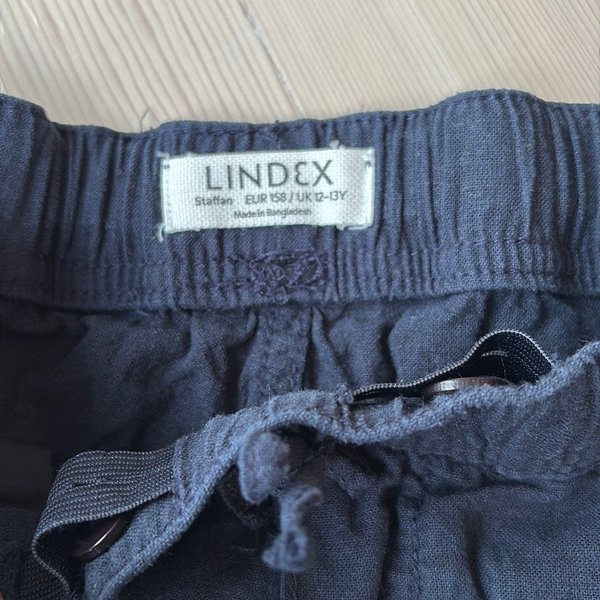 LINDEX
Staffan EUR 158 / UK 12-13Y
Made in Bangladesh